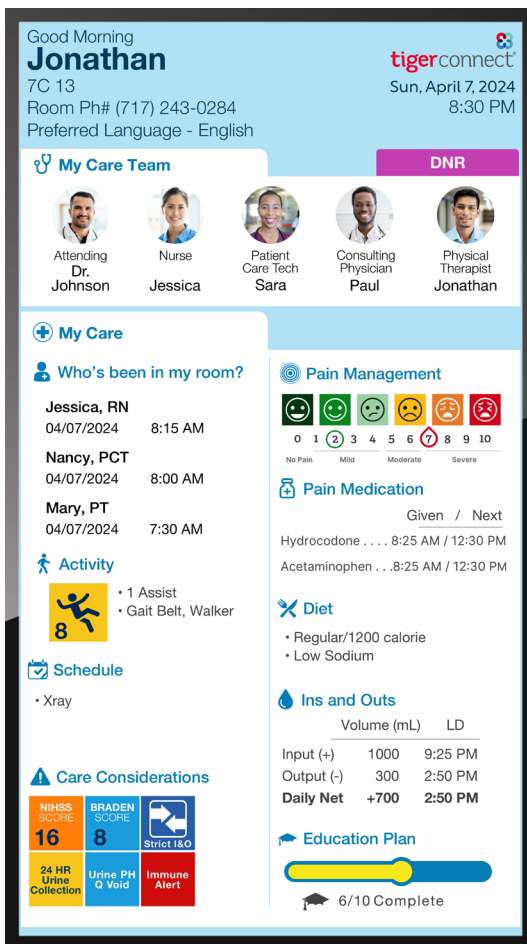 Good Morning
Jonathan
7C 13
Room Ph# (717) 243-0284
Preferred Language - English
tigerconnect
Sun, April 7, 2024
8:30 PM
My Care Team
DNR
Attending
Dr.
Johnson
Nurse
Jessica
Patient
Care Tech
Sara
Consulting
Physician
Paul
Physical
Therapist
Jonathan
My Care
Who's been in my room?
Jessica, RN
04/07/2024 8:15 AM
Nancy, PCT
04/07/2024 8:00 AM
Mary, PT
04/07/2024 7:30 AM
Activity
8
• 1 Assist
• Gait Belt, Walker
Schedule
• Xray
Care Considerations
NIHSS
SCORE
16
BRADEN
SCORE
8
Strict I&O
24 HR
Urine
Collection
Urine PH
Q Void
Immune
Alert
Pain Management
0 1 2 3 4 5 6 7 8 9 10
No Pain Mild Moderate Severe
Pain Medication
Given / Next
Hydrocodone . . . . 8:25 AM / 12:30 PM
Acetaminophen . . .8:25 AM / 12:30 PM
Diet
• Regular/1200 calorie
• Low Sodium
Ins and Outs
Volume (mL) LD
Input (+) 1000 9:25 PM
Output (-) 300 2:50 PM
Daily Net +700 2:50 PM
Education Plan
6/10 Complete